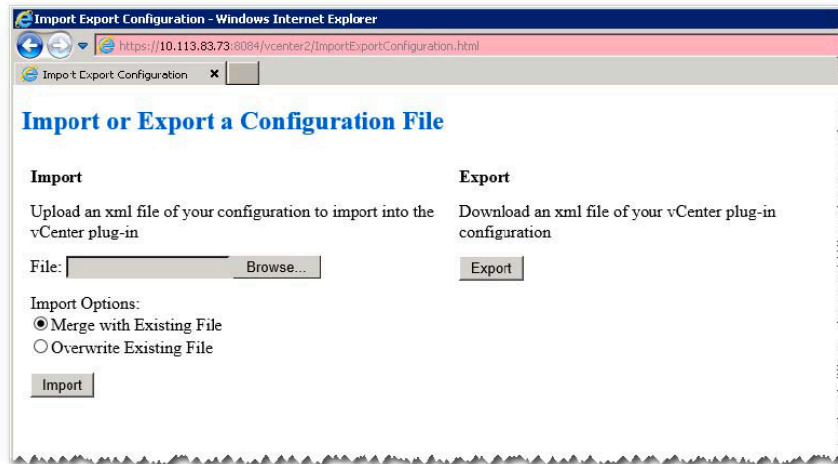 Import Export Configuration - Windows Internet Explorer
https://10.113.83.73:8084/vcenter2/ImportExportConfiguration.html
Import Export Configuration
Import or Export a Configuration File
Import
Upload an xml file of your configuration to import into the
vCenter plug-in
File: Browse...
Import Options:
Merge with Existing File
Overwrite Existing File
Import
Export
Download an xml file of your vCenter plug-in
configuration
Export